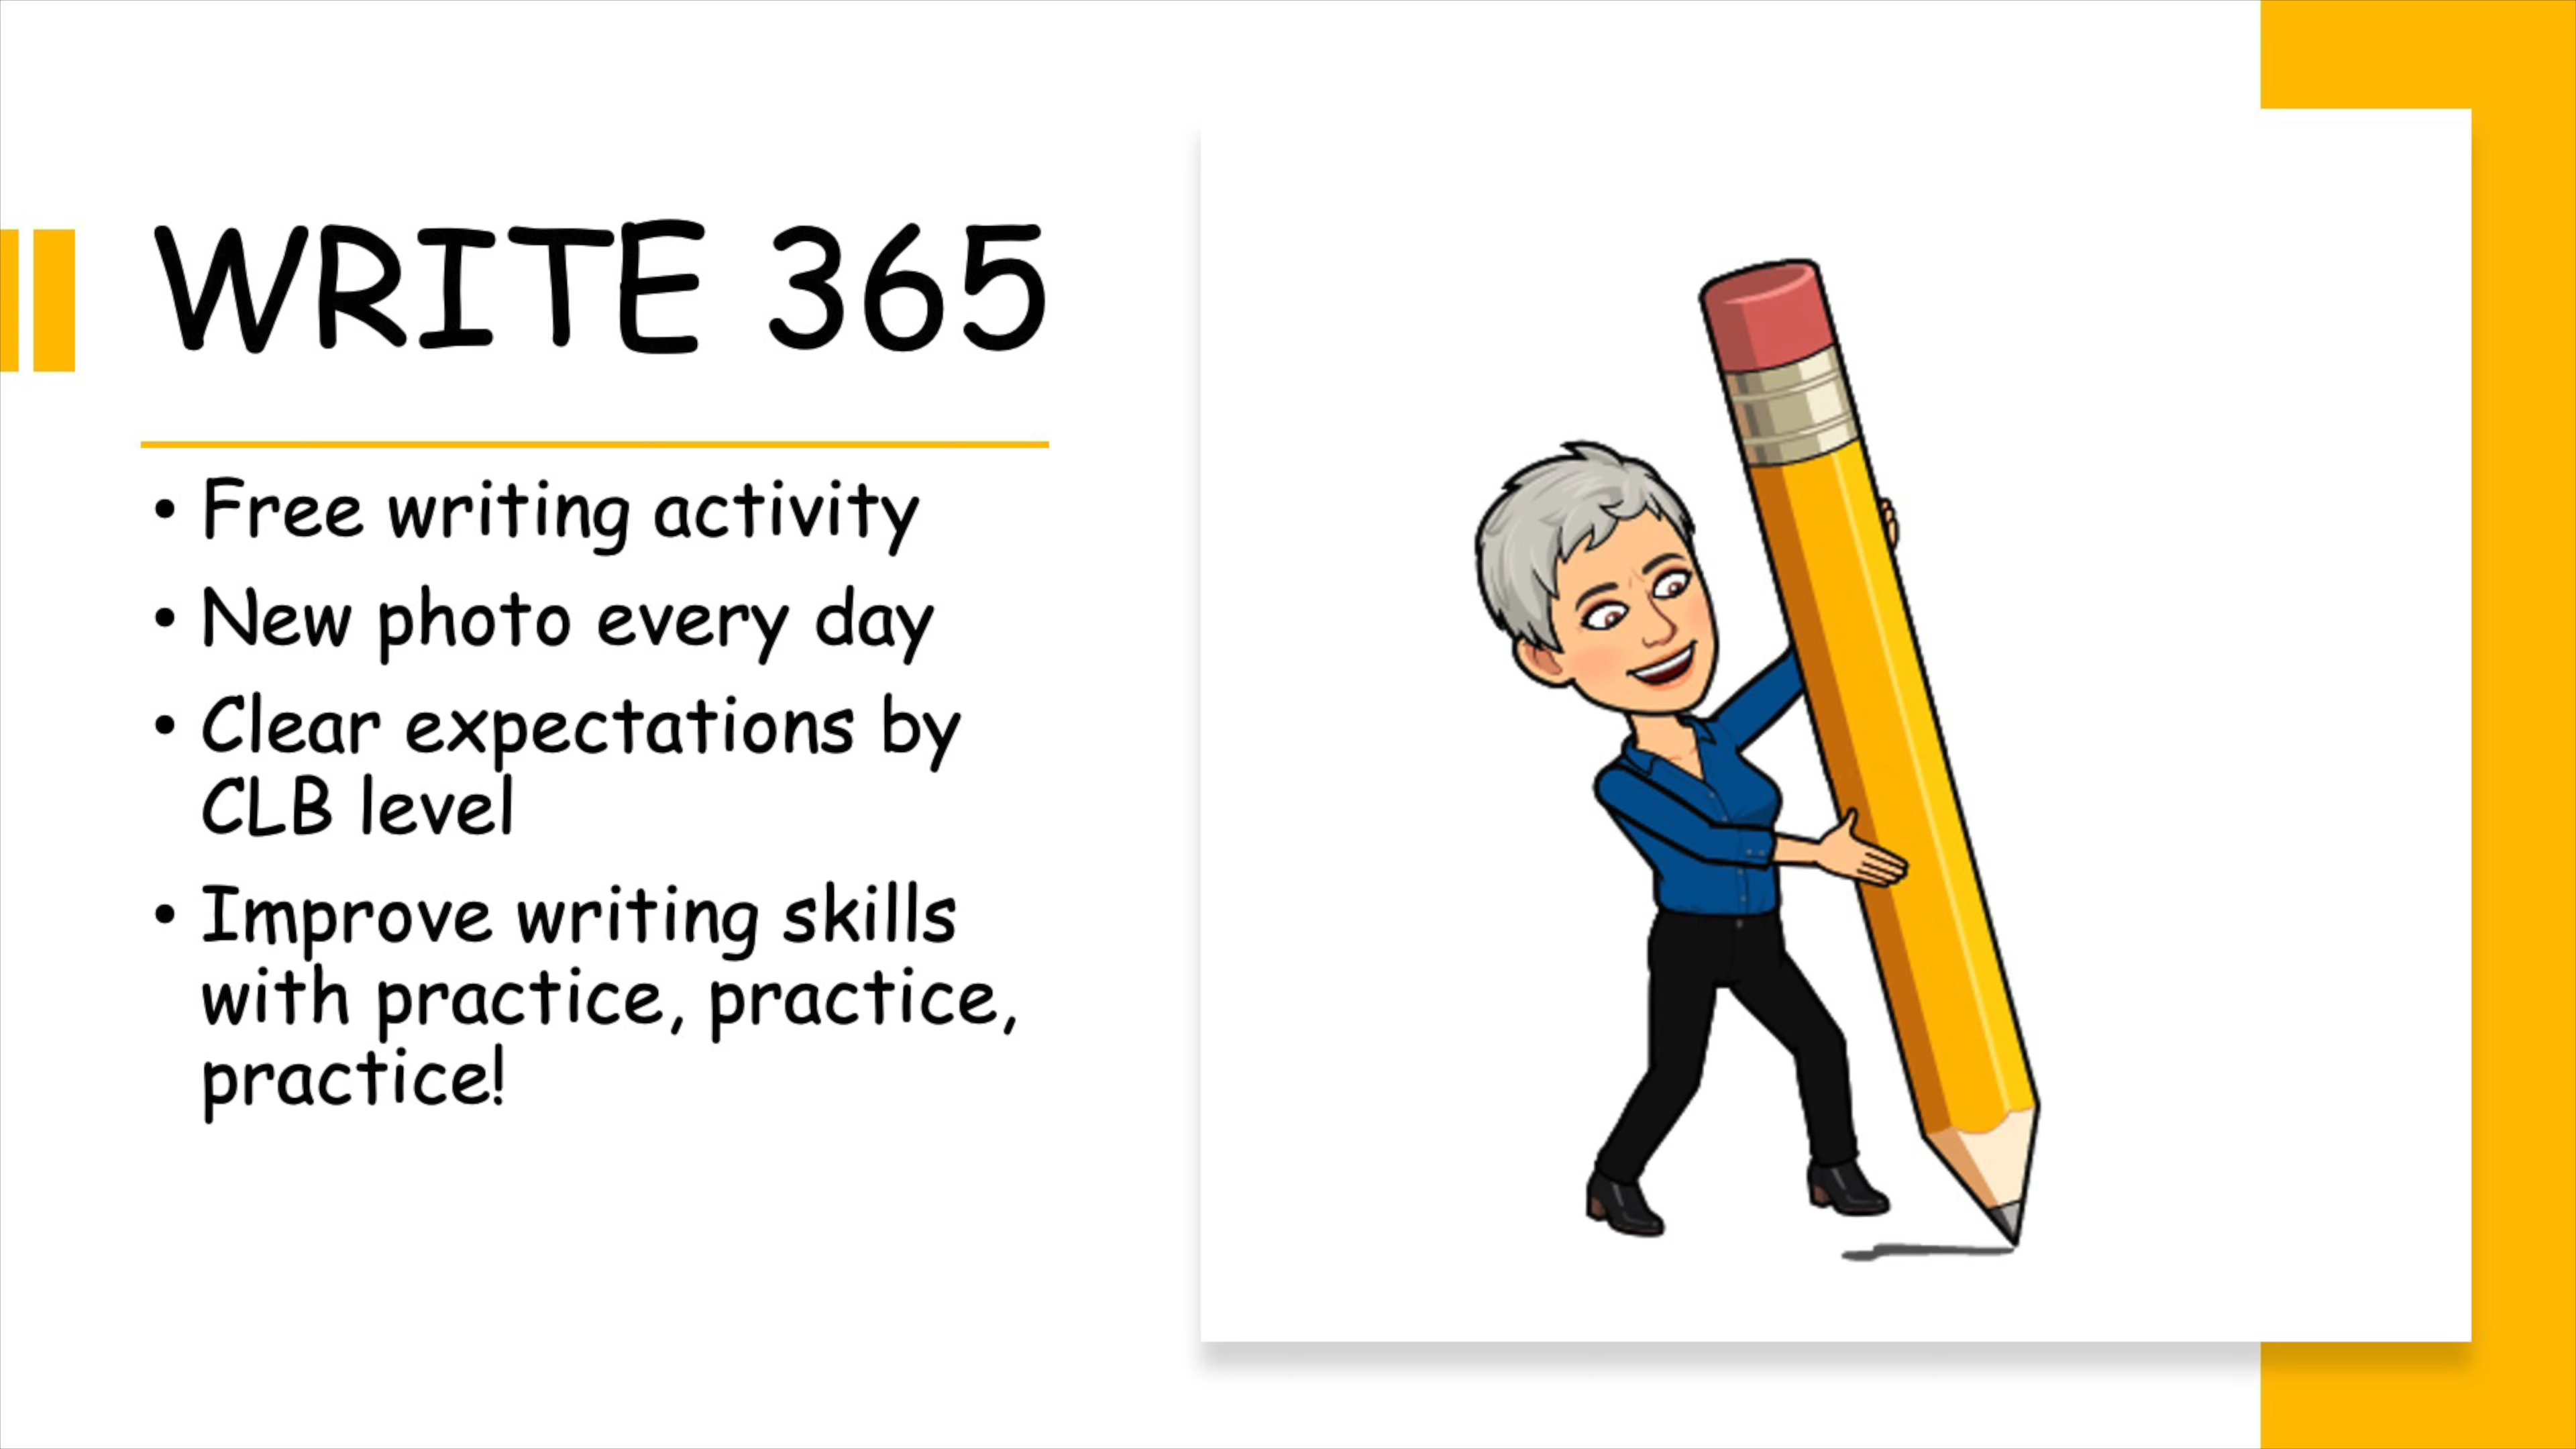 WRITE 365
• Free writing activity
• New photo every day
• Clear expectations by
CLB level
• Improve writing skills
with practice, practice,
practice!